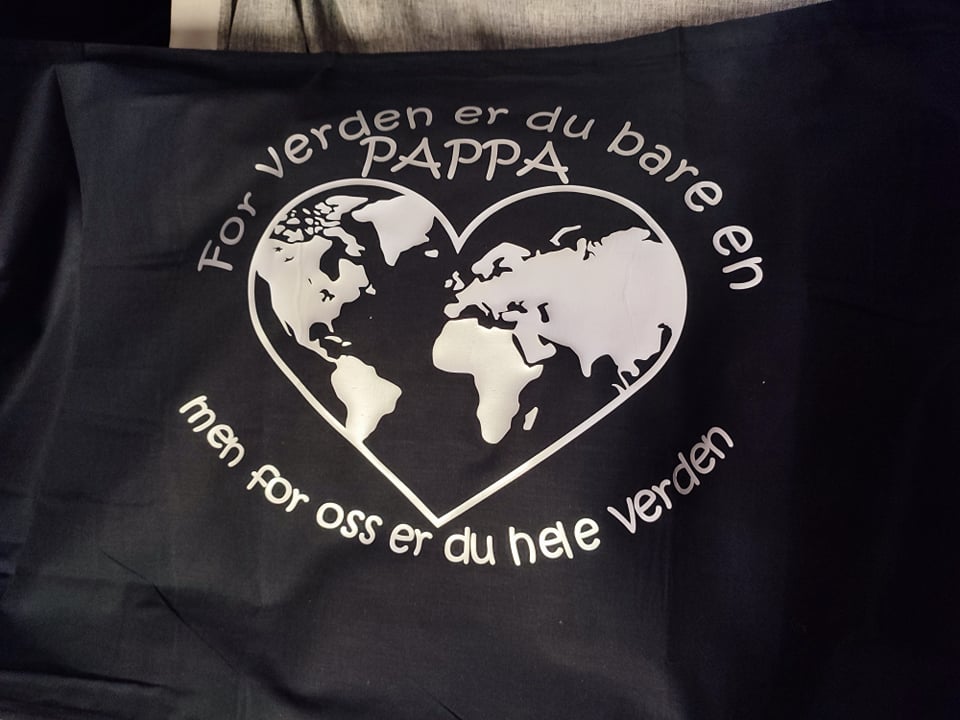 For verden er du bare en
PAPPA
men for oss er du hele verden